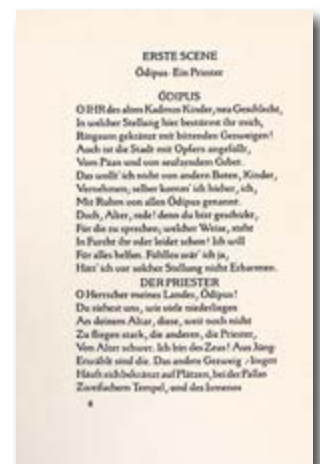 ERSTE SCENE
Ödipus. Ein Priester
ÖDIPUS
O IHR des alten Kadmos Kinder, neu Geschlecht,
In welcher Stellung hier bestürmt ihr mich,
Ringsum gekränzt mit bittenden Gezweigen?
Auch ist die Stadt mit Opfern angefüllt,
Vom Päan und von seufzendem Gebet.
Das wollt' ich nicht von andern Boten, Kinder,
Vernehmen; selber komm' ich hieher, ich,
Mit Ruhm von allen Ödipus genannt.
Doch, Alter, rede! denn du bist geschickt,
Für die zu sprechen; welcher Weise, steht
In Furcht ihr oder leidet schon? Ich will
Für alles helfen. Fühllos wär' ich ja,
Hätt' ich vor solcher Stellung nicht Erbarmen.
DER PRIESTER
O Herrscher meines Landes, Ödipus!
Du siehest uns, wie viele niederliegen
An deinem Altar, diese, weit noch nicht
Zu fliegen stark, die anderen, die Priester,
Von Alter schwer. Ich bin des Zeus! Aus Jüng-
Erwählt sind die. Das andere Gezweig /-lingen
Häuft sich bekränzt auf Plätzen, bei der Pallas
Zweifachem Tempel, und des Ismenos